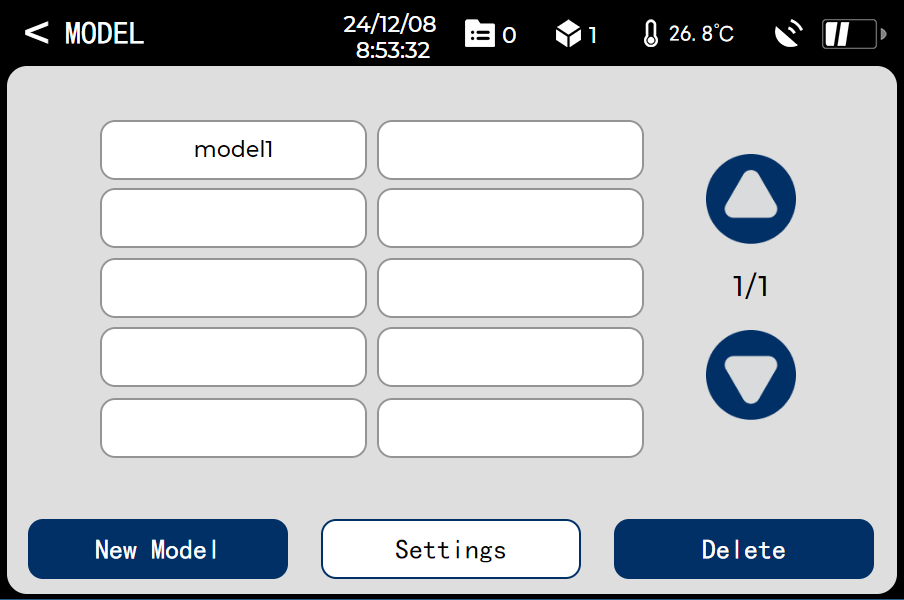 < MODEL
24/12/08
8:53:32
0
1
26.8℃
model1
1/1
New Model
Settings
Delete